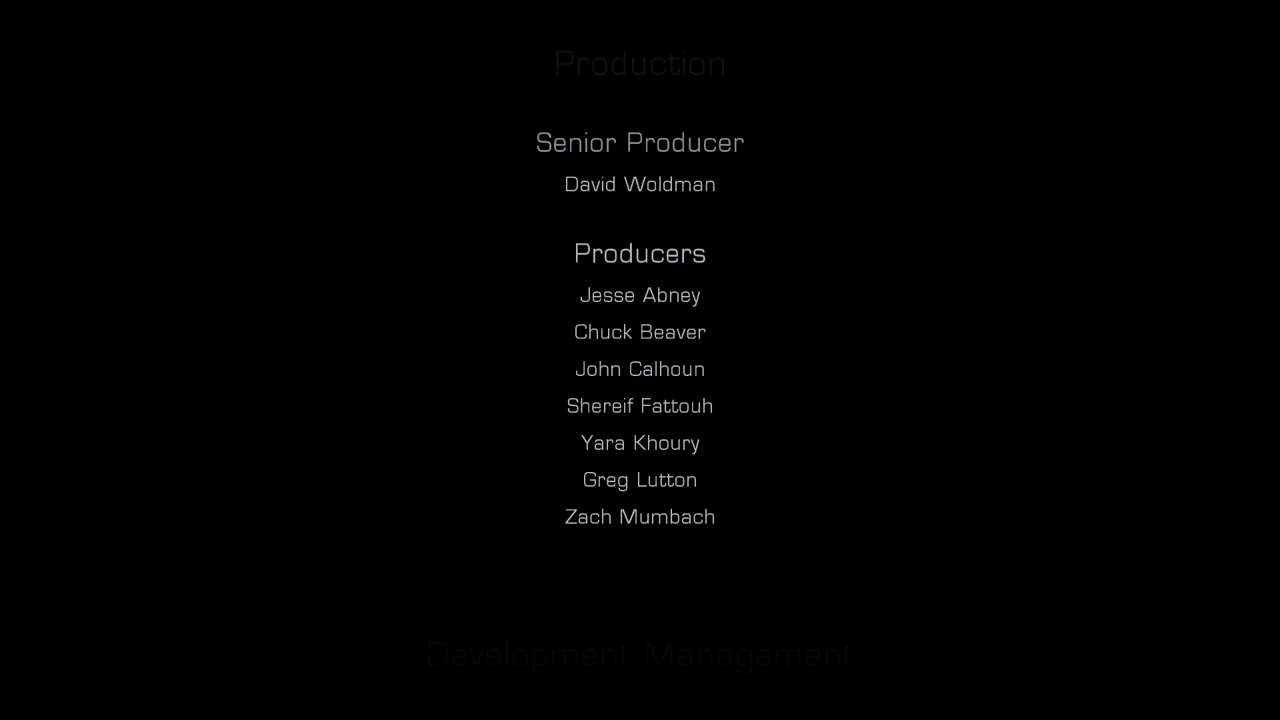 Production
Senior Producer
David Woldman
Producers
Jesse Abney
Chuck Beaver
John Calhoun
Shereif Fattouh
Yara Khoury
Greg Lutton
Zach Mumbach
Development Management